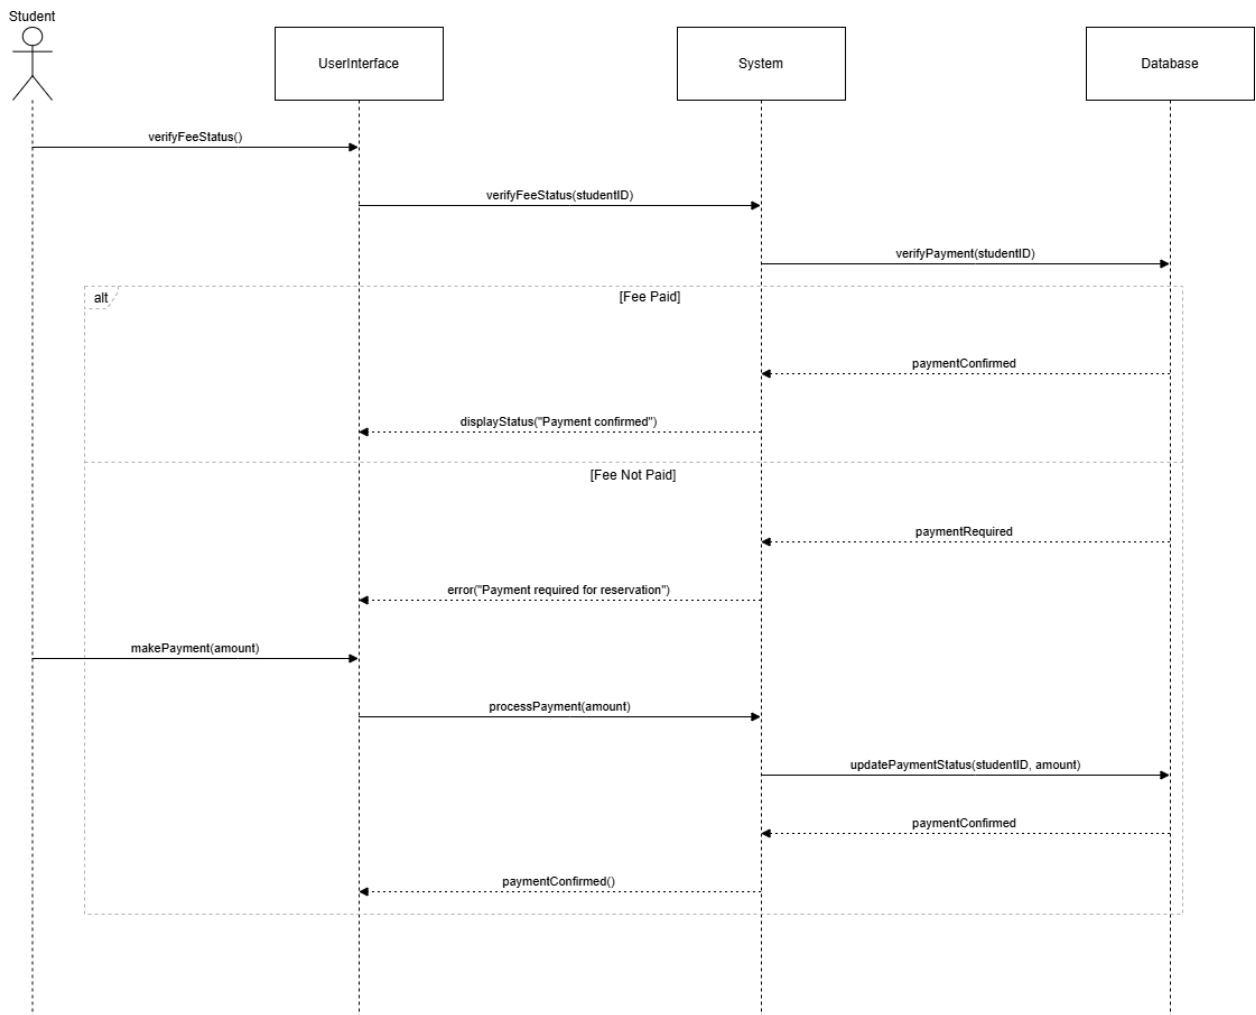 Student
UserInterface
System
Database
verifyFeeStatus()
verifyFeeStatus(studentID)
verifyPayment(studentID)
alt
[Fee Paid]
paymentConfirmed
displayStatus("Payment confirmed")
[Fee Not Paid]
paymentRequired
error("Payment required for reservation")
makePayment(amount)
processPayment(amount)
updatePaymentStatus(studentID, amount)
paymentConfirmed
paymentConfirmed()